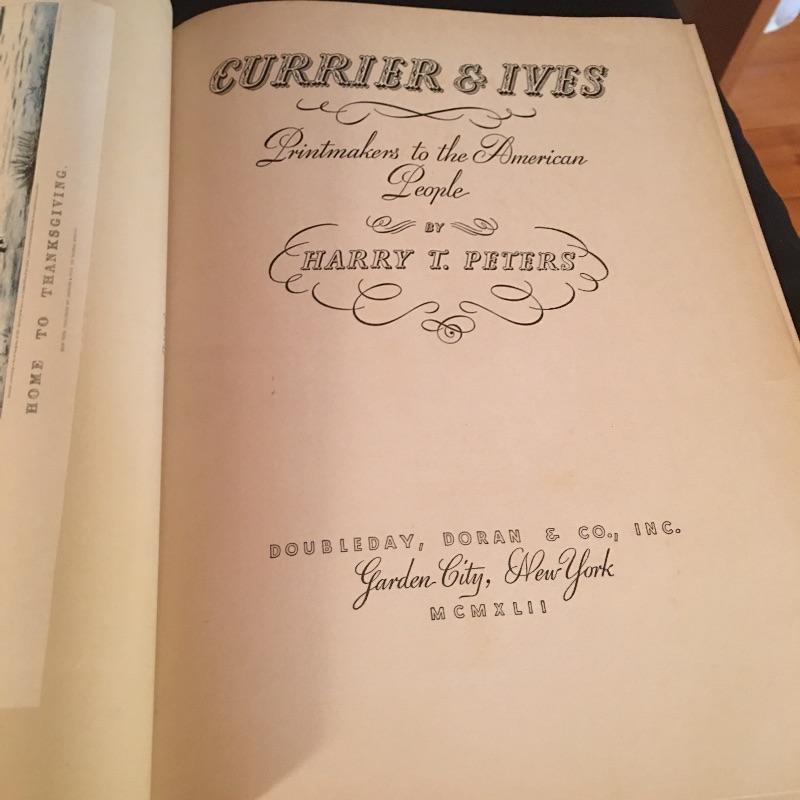 HOME TO THANKSGIVING.
CURRIER & IVES
Printmakers to the American
People
BY
HARRY T. PETERS
DOUBLEDAY, DORAN & CO., INC.
Garden City, New York
MCMXLII